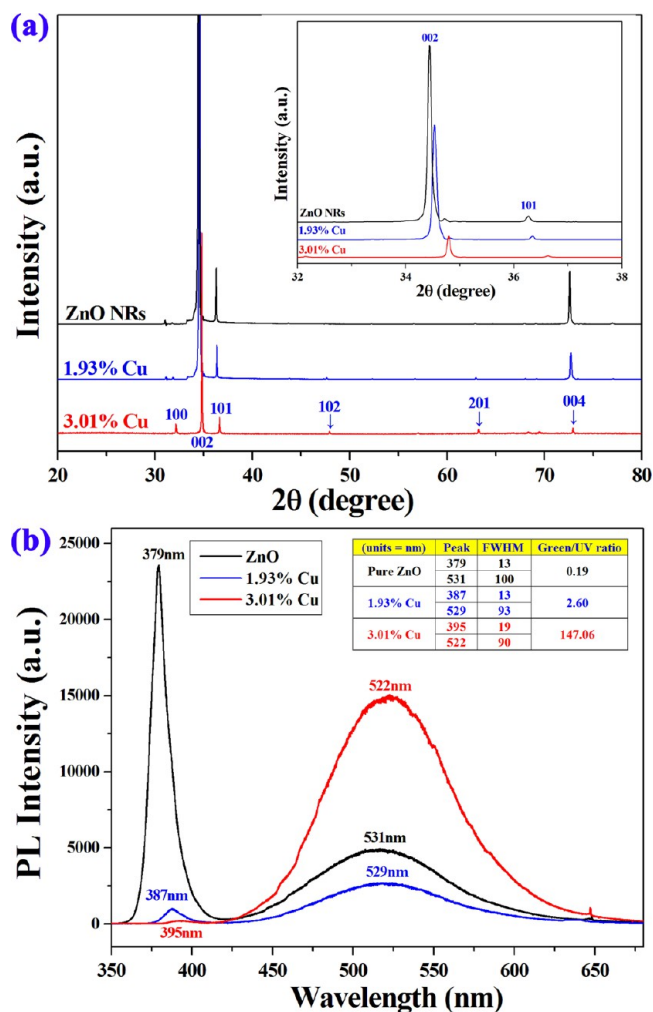 (a)
Intensity (a.u.)
ZnO NRs
1.93% Cu
3.01% Cu
100
002
101
102
201
004
20 30 40 50 60 70 80
2θ (degree)
Intensity (a.u.)
002
101
ZnO NRs
1.93% Cu
3.01% Cu
32 34 36 38
2θ (degree)
(b)
PL Intensity (a.u.)
25000
20000
15000
10000
5000
0
379nm
387nm
395nm
522nm
531nm
529nm
ZnO
1.93% Cu
3.01% Cu
(units = nm) Peak FWHM Green/UV ratio
Pure ZnO 379 13 0.19
531 100
1.93% Cu 387 13 2.60
529 93
3.01% Cu 395 19 147.06
522 90
350 400 450 500 550 600 650
Wavelength (nm)